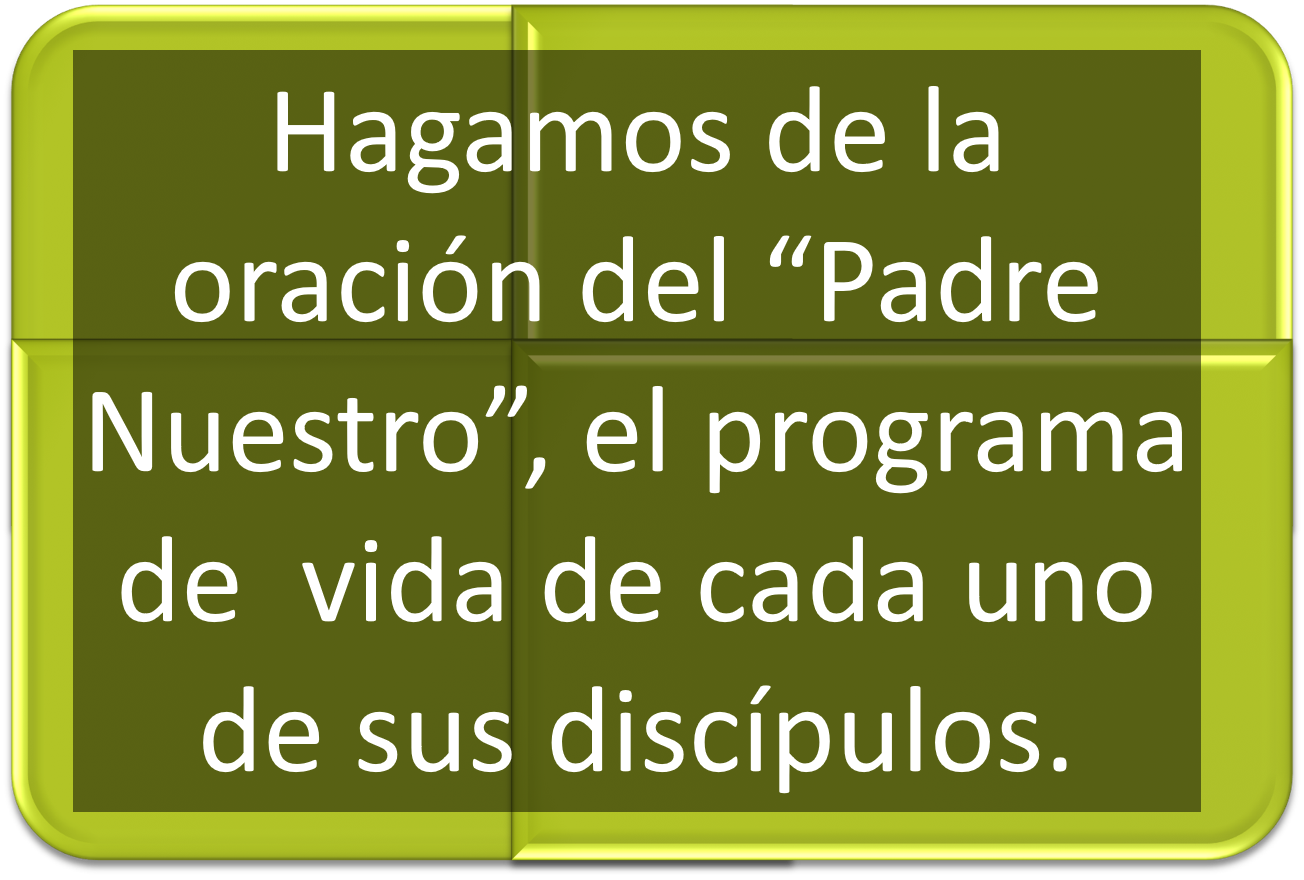 Hagamos de la
oración del “Padre
Nuestro”, el programa
de  vida de cada uno
de sus discípulos.